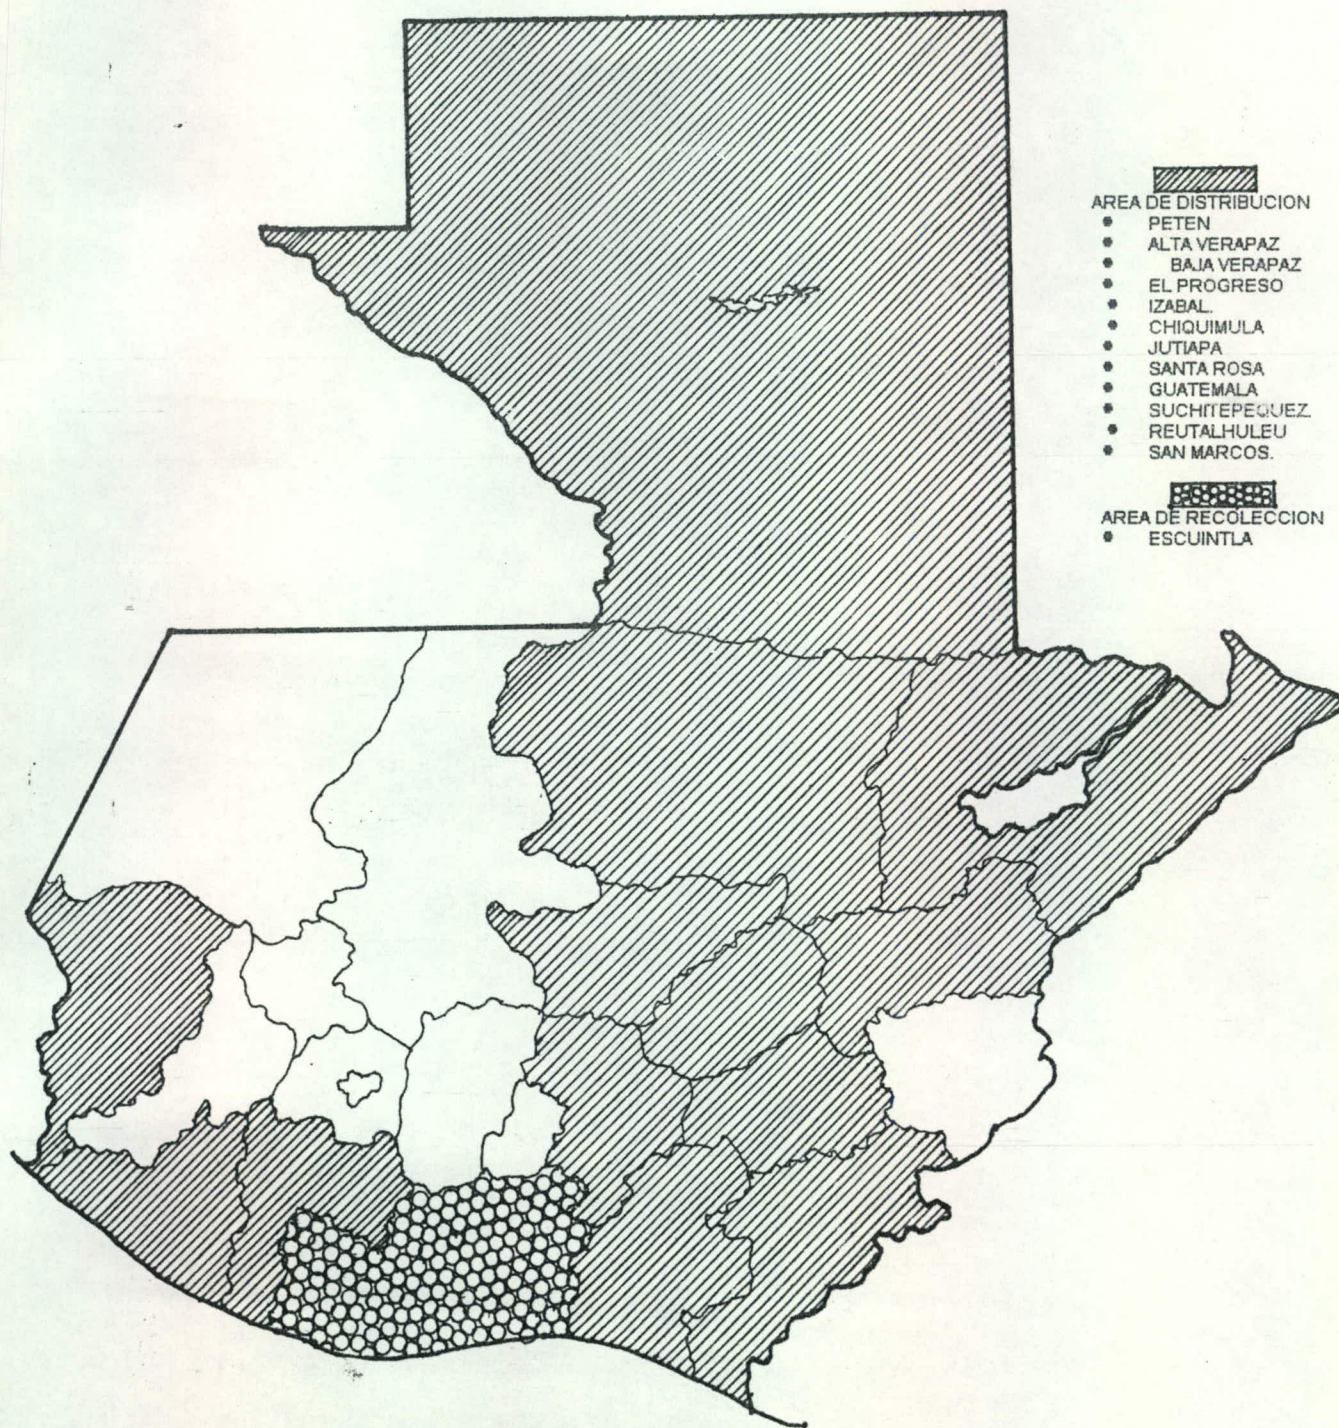 AREA DE DISTRIBUCION
• PETEN
• ALTA VERAPAZ
• BAJA VERAPAZ
• EL PROGRESO
• IZABAL.
• CHIQUIMULA
• JUTIAPA
• SANTA ROSA
• GUATEMALA
• SUCHITEPEQUEZ.
• REUTALHULEU
• SAN MARCOS.
AREA DE RECOLECCION
• ESCUINTLA